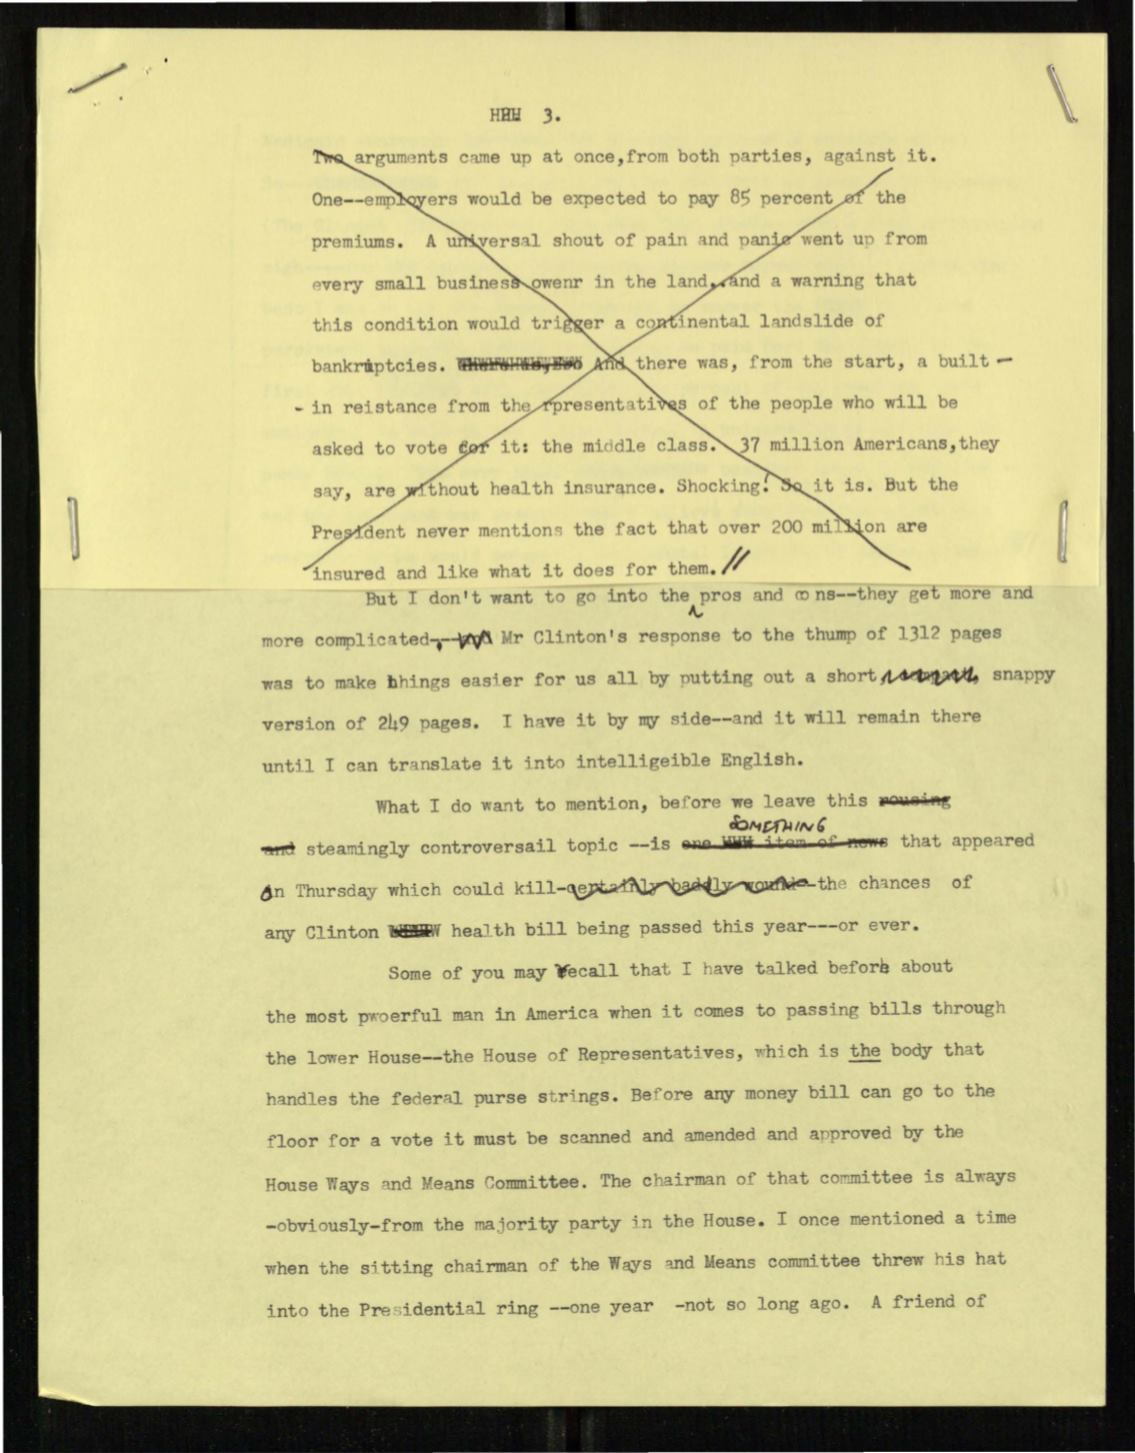 HHH 3.
Two arguments came up at once,from both parties, against it.
One--employers would be expected to pay 85 percent of the
premiums. A universal shout of pain and panic went up from
every small business owenr in the land..and a warning that
this condition would trigger a continental landslide of
bankruptcies. And there was, from the start, a built -
- in reistance from the rpresentatives of the people who will be
asked to vote for it: the middle class. 37 million Americans,they
say, are without health insurance. Shocking! So it is. But the
President never mentions the fact that over 200 million are
insured and like what it does for them.//
But I don't want to go into the pros and cons--they get more and
more complicated--and Mr Clinton's response to the thump of 1312 pages
was to make things easier for us all by putting out a short, snappy
version of 249 pages. I have it by my side--and it will remain there
until I can translate it into intelligeible English.
What I do want to mention, before we leave this rousing
SOMETHING
and steamingly controversail topic --is one item of news that appeared
on Thursday which could kill-certainly baddly wound--the chances of
any Clinton health bill being passed this year---or ever.
Some of you may recall that I have talked before about
the most pwoerful man in America when it comes to passing bills through
the lower House--the House of Representatives, which is the body that
handles the federal purse strings. Before any money bill can go to the
floor for a vote it must be scanned and amended and approved by the
House Ways and Means Committee. The chairman of that committee is always
-obviously-from the majority party in the House. I once mentioned a time
when the sitting chairman of the Ways and Means committee threw his hat
into the Presidential ring --one year -not so long ago. A friend of